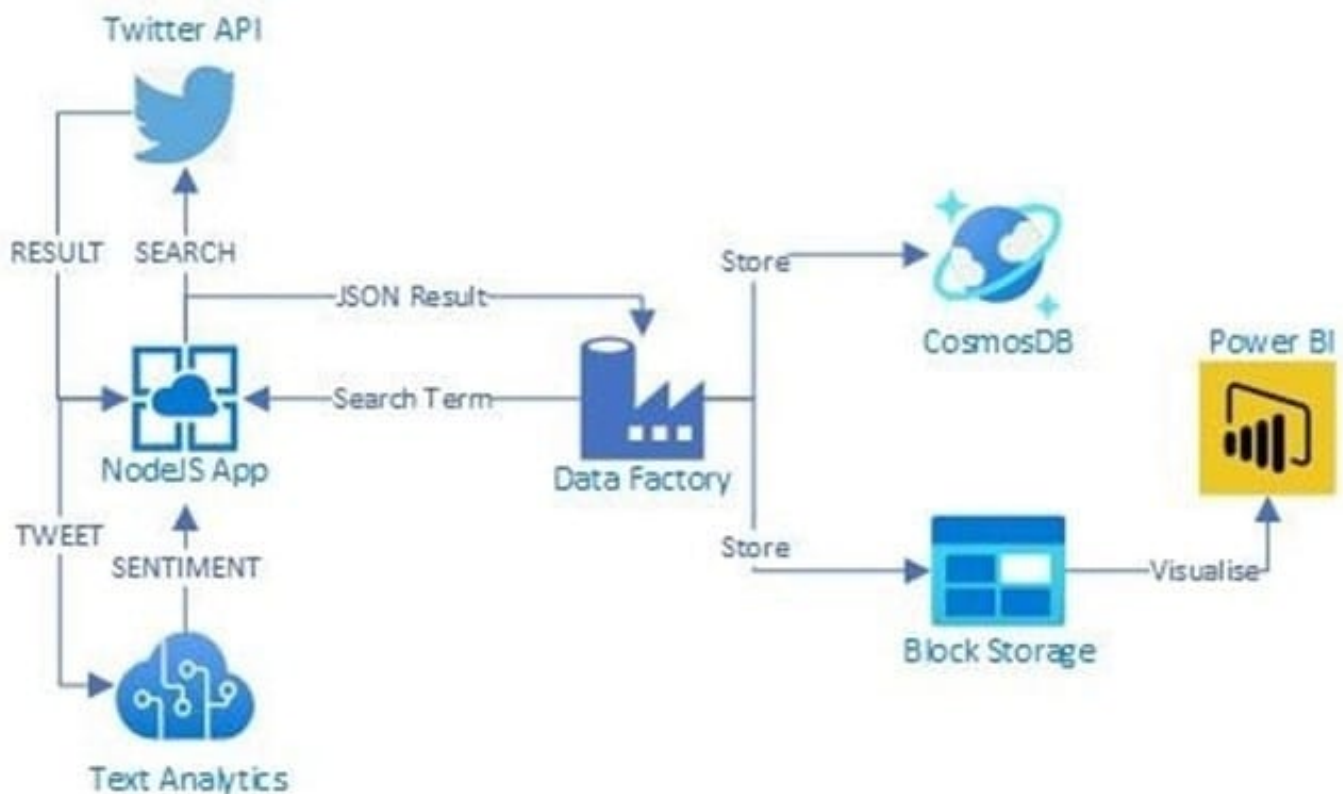 Twitter API
RESULT
SEARCH
JSON Result
Store
CosmosDB
Power BI
Search Term
NodeJS App
Data Factory
TWEET
SENTIMENT
Store
Visualise
Block Storage
Text Analytics